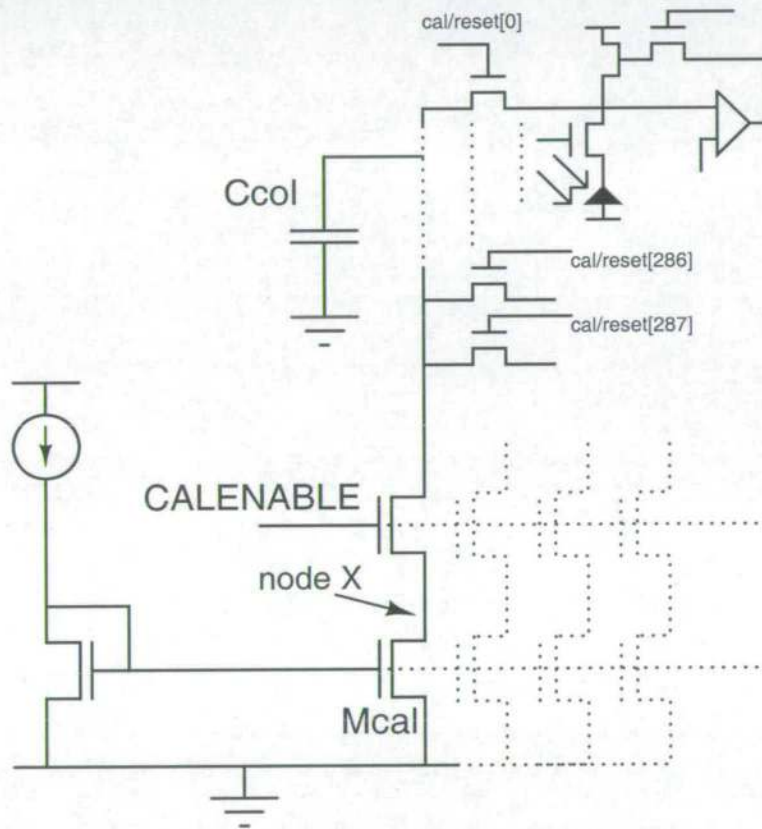 cal/reset[0]
Ccol
cal/reset[286]
cal/reset[287]
CALENABLE
node X
Mcal